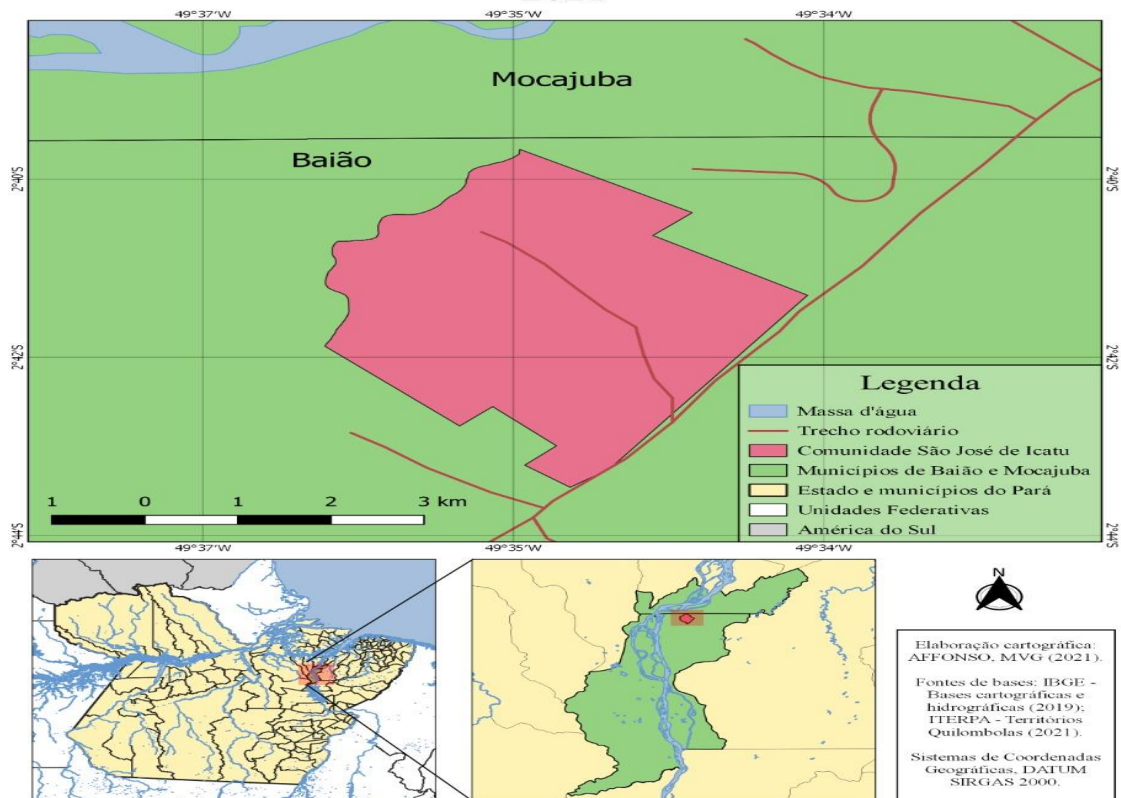 49°37'W 49°35'W 49°34'W
Mocajuba
Baião
2°40'S 2°40'S
2°42'S 2°42'S
2°44'S 2°44'S
Legenda
Massa d'água
Trecho rodoviário
Comunidade São José de Icatu
Municípios de Baião e Mocajuba
Estado e municípios do Pará
Unidades Federativas
América do Sul
1 0 1 2 3 km
49°37'W 49°35'W 49°34'W
N
Elaboração cartográfica:
AFFONSO, MVG (2021).
Fontes de bases: IBGE -
Bases cartográficas e
hidrográficas (2019);
ITERPA - Territórios
Quilombolas (2021).
Sistemas de Coordenadas
Geográficas, DATUM
SIRGAS 2000.